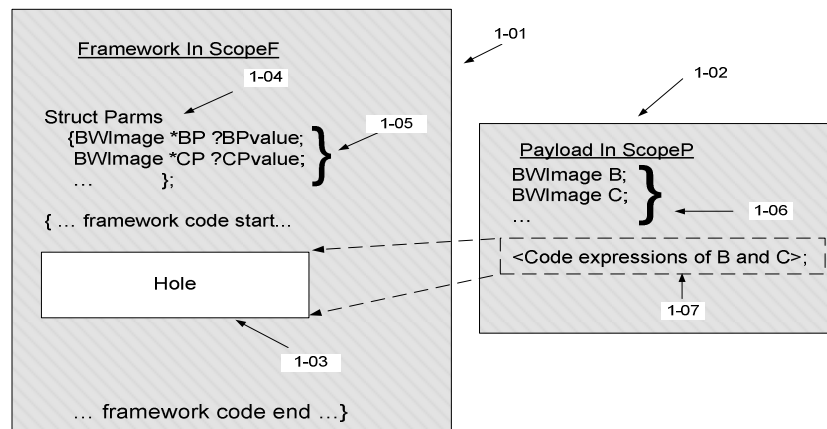 Framework In ScopeF
1-01
1-04
Struct Parms
{BWImage *BP ?BPvalue;
BWImage *CP ?CPvalue;
… };
1-05
{ … framework code start...
Hole
1-03
… framework code end …}
1-02
Payload In ScopeP
BWImage B;
BWImage C;
…
1-06
<Code expressions of B and C>;
1-07